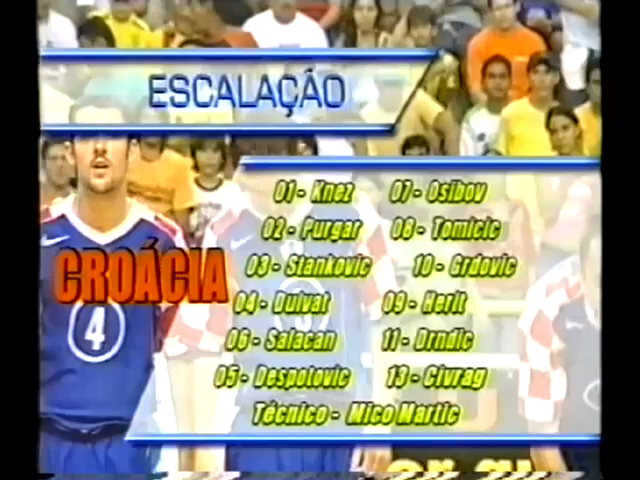 ESCALAÇÃO
01 - Knez 07 - Osibov
02 - Purgar 08 - Tomicic
CROÁCIA
03 - Stankovic 10 - Grdovic
04 - Dulvat 09 - Herit
06 - Salacan 11 - Drndic
05 - Despotovic 13 - Civrag
Técnico - Mico Martic
4